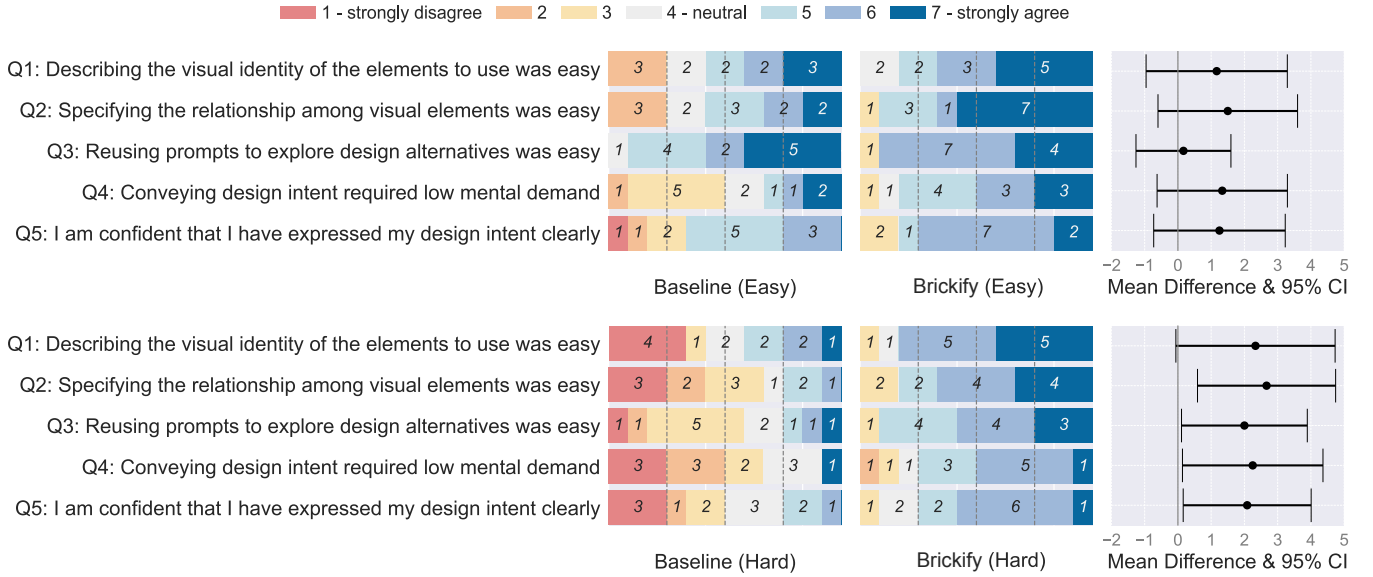 1 - strongly disagree 2 3 4 - neutral 5 6 7 - strongly agree
Q1: Describing the visual identity of the elements to use was easy 3 2 2 2 3 2 2 3 5
Q2: Specifying the relationship among visual elements was easy 3 2 3 2 2 1 3 1 7
Q3: Reusing prompts to explore design alternatives was easy 1 4 2 5 1 7 4
Q4: Conveying design intent required low mental demand 1 5 2 1 1 2 1 1 4 3 3
Q5: I am confident that I have expressed my design intent clearly 1 1 2 5 3 2 1 7 2
−2 −1 0 1 2 3 4 5
Baseline (Easy) Brickify (Easy) Mean Difference & 95% CI
Q1: Describing the visual identity of the elements to use was easy 4 1 2 2 2 1 1 1 5 5
Q2: Specifying the relationship among visual elements was easy 3 2 3 1 2 1 2 2 4 4
Q3: Reusing prompts to explore design alternatives was easy 1 1 5 2 1 1 1 1 4 4 3
Q4: Conveying design intent required low mental demand 3 3 2 3 1 1 1 1 3 5 1
Q5: I am confident that I have expressed my design intent clearly 3 1 2 3 2 1 1 2 2 6 1
−2 −1 0 1 2 3 4 5
Baseline (Hard) Brickify (Hard) Mean Difference & 95% CI